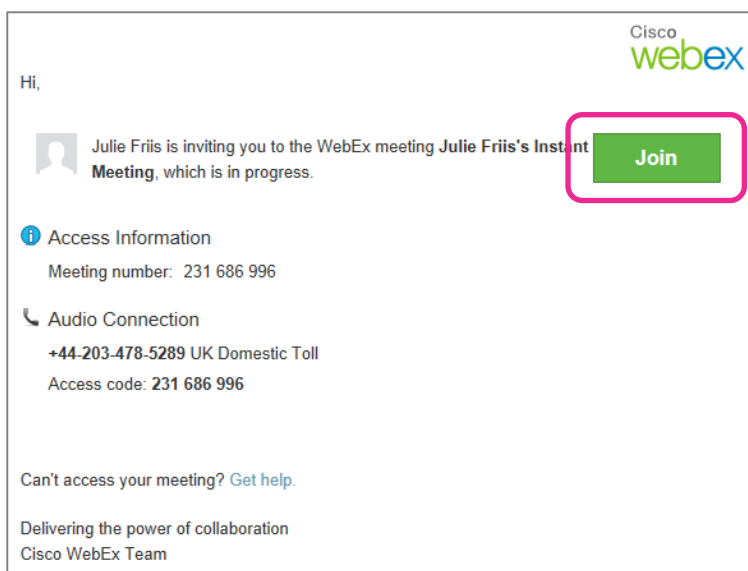 Cisco
webex
Hi,
Julie Friis is inviting you to the WebEx meeting Julie Friis's Instant
Meeting, which is in progress.
Join
Access Information
Meeting number: 231 686 996
Audio Connection
+44-203-478-5289 UK Domestic Toll
Access code: 231 686 996
Can't access your meeting? Get help.
Delivering the power of collaboration
Cisco WebEx Team